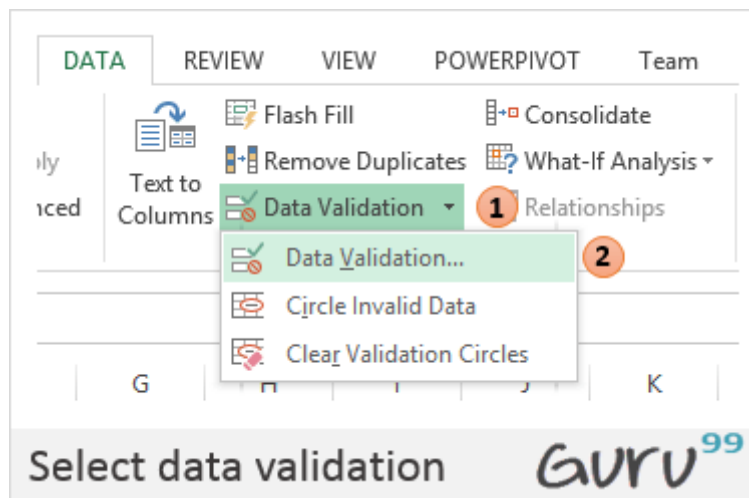 DATA REVIEW VIEW POWERPIVOT Team
Flash Fill Consolidate
Remove Duplicates What-If Analysis
Text to Columns
Data Validation 1 Relationships
Data Validation... 2
Circle Invalid Data
Clear Validation Circles
G H I J K
Select data validation Guru99